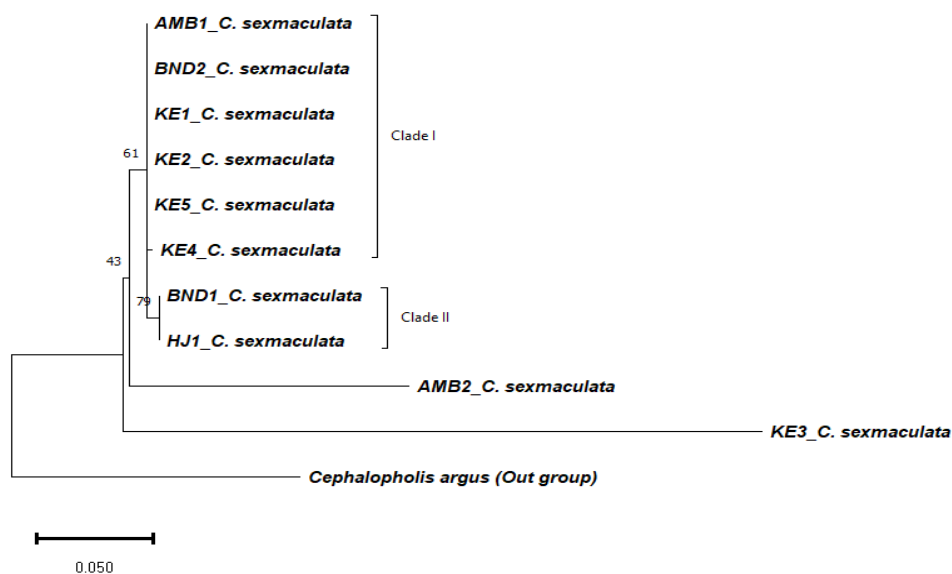 AMB1_C. sexmaculata
BND2_C. sexmaculata
KE1_C. sexmaculata
Clade I
61
KE2_C. sexmaculata
KE5_C. sexmaculata
KE4_C. sexmaculata
43
79
BND1_C. sexmaculata
Clade II
HJ1_C. sexmaculata
AMB2_C. sexmaculata
KE3_C. sexmaculata
Cephalopholis argus (Out group)
0.050